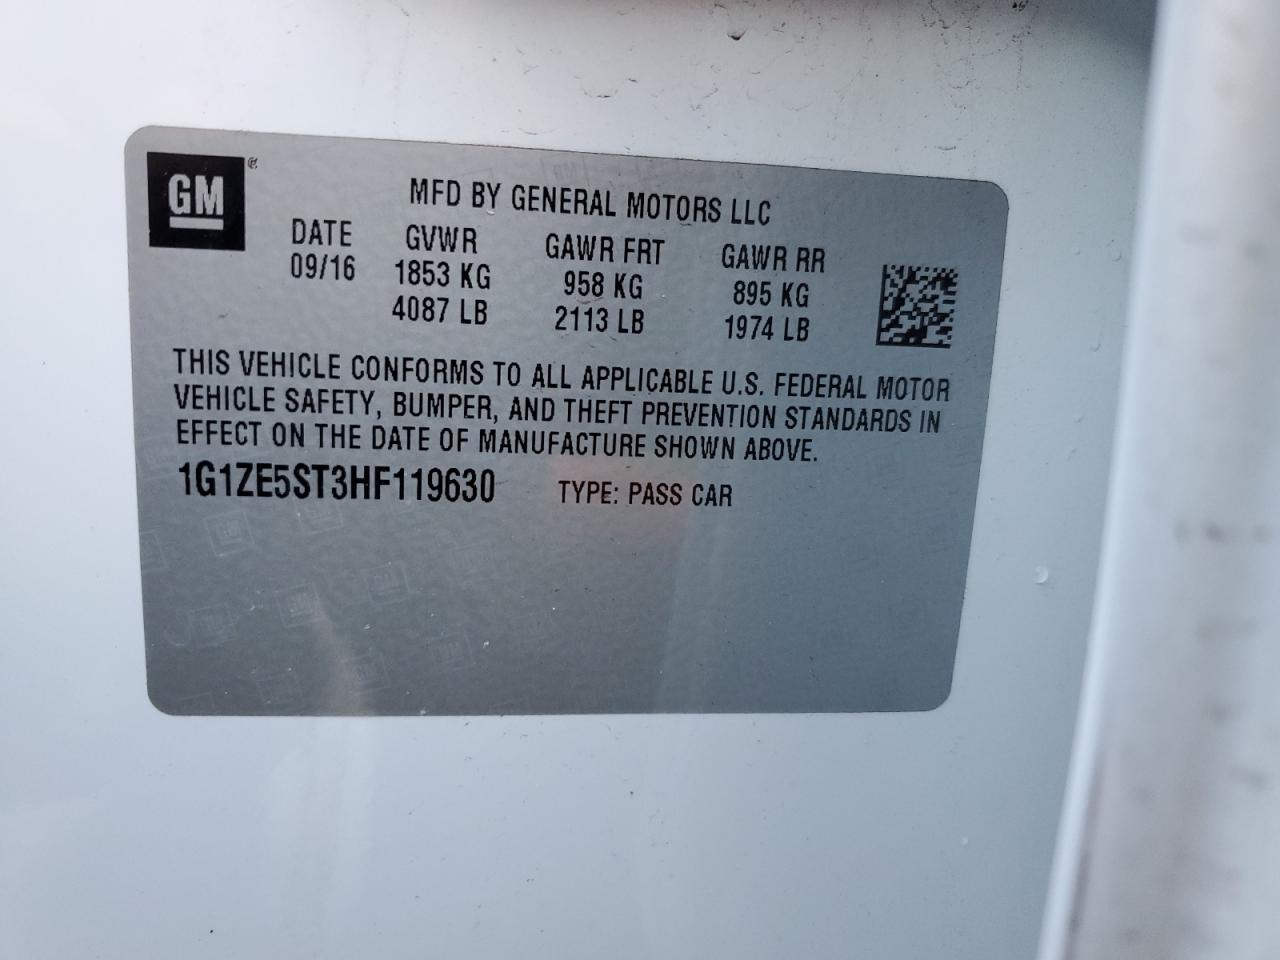 GM®
MFD BY GENERAL MOTORS LLC
DATE GVWR GAWR FRT GAWR RR
09/16 1853 KG 958 KG 895 KG
4087 LB 2113 LB 1974 LB
THIS VEHICLE CONFORMS TO ALL APPLICABLE U.S. FEDERAL MOTOR
VEHICLE SAFETY, BUMPER, AND THEFT PREVENTION STANDARDS IN
EFFECT ON THE DATE OF MANUFACTURE SHOWN ABOVE.
1G1ZE5ST3HF119630 TYPE: PASS CAR